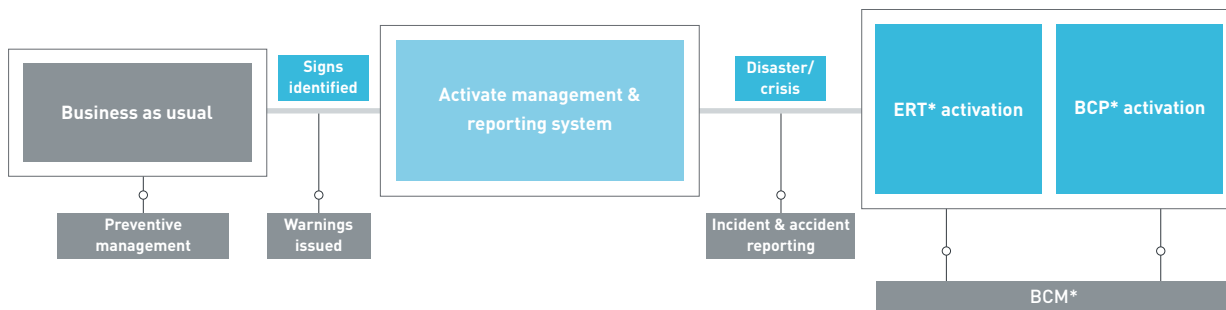 Business as usual
Preventive
management
Signs
identified
Warnings
issued
Activate management &
reporting system
Disaster/
crisis
Incident & accident
reporting
ERT* activation
BCP* activation
BCM*